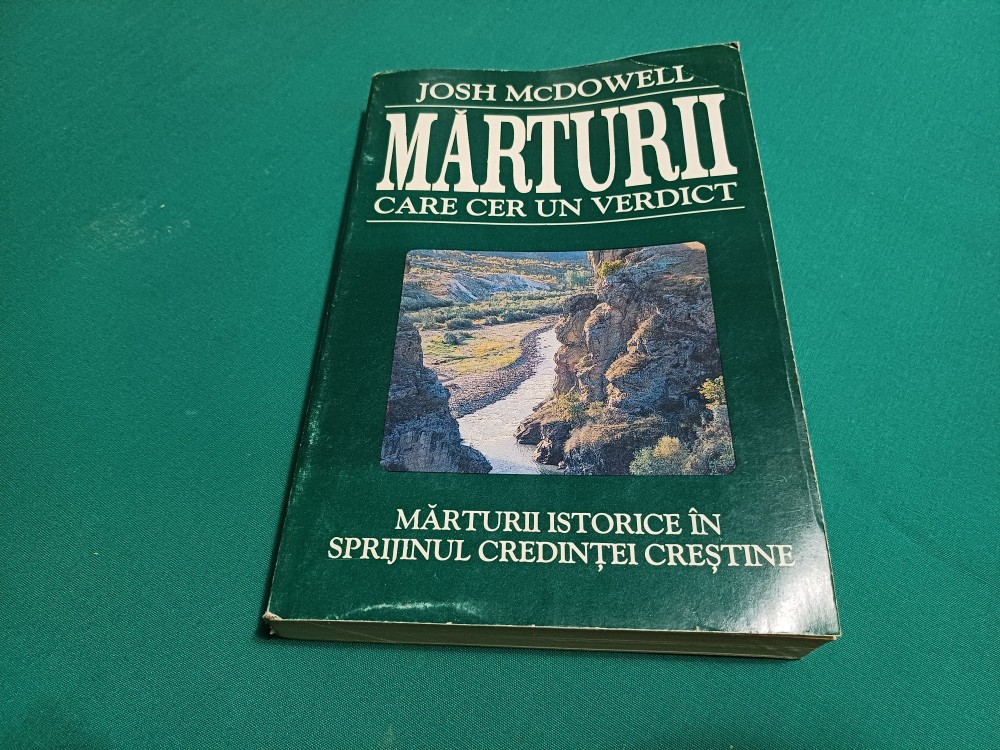 JOSH McDOWELL
MĂRTURII
CARE CER UN VERDICT
MĂRTURII ISTORICE ÎN
SPRIJINUL CREDINȚEI CREȘTINE